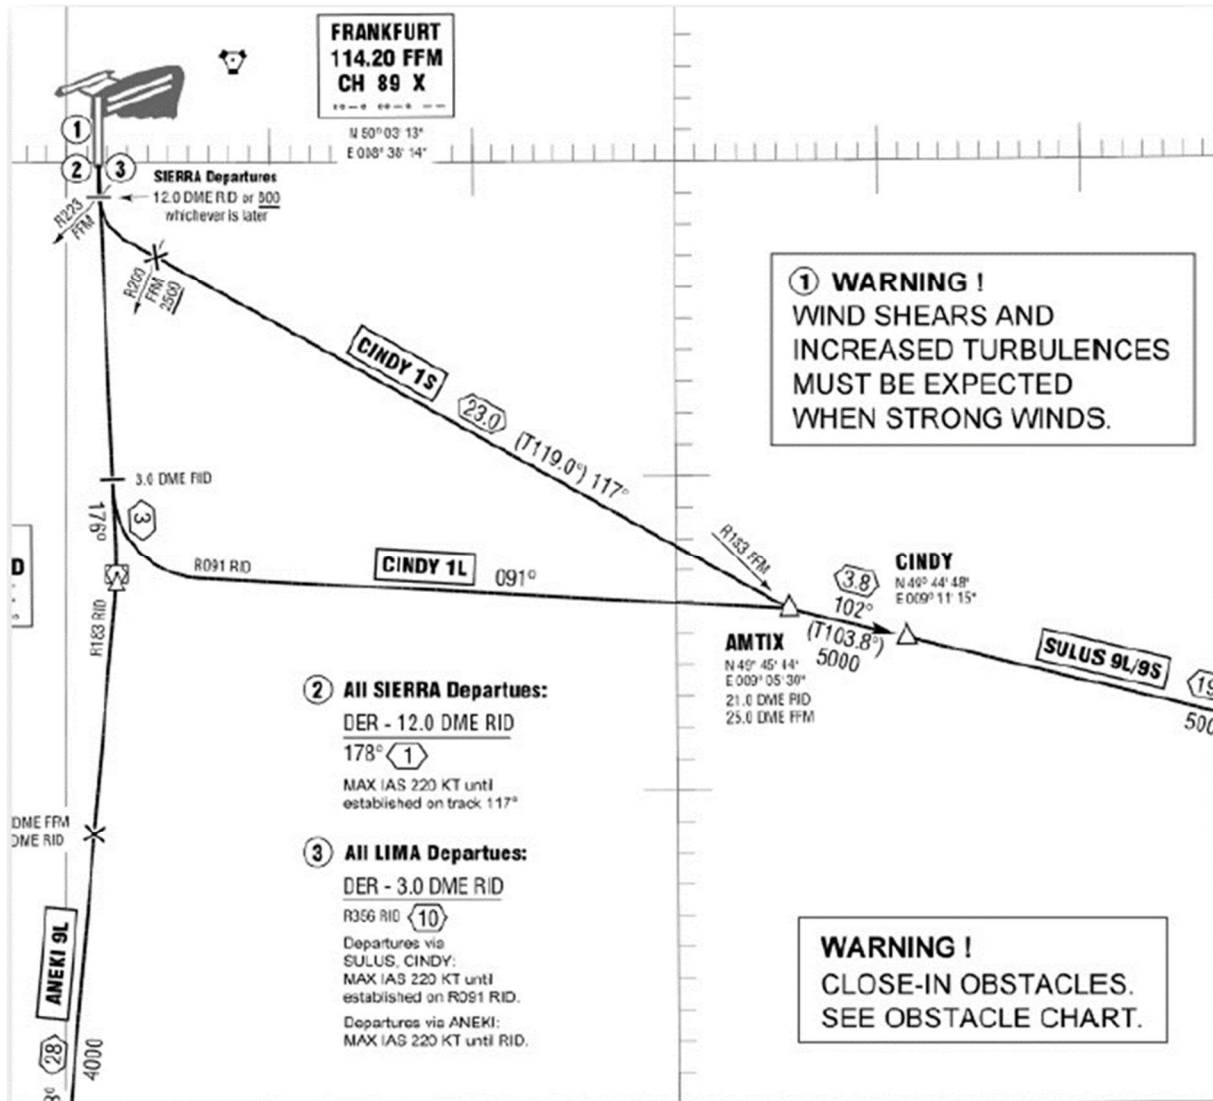 FRANKFURT
114.20 FFM
CH 89 X
N 50° 03' 13"
E 008° 38' 14"
1
2
3
SIERRA Departures
12.0 DME RID or 800
whichever is later
R223
FFM
R200
FFM
2500
1 WARNING !
WIND SHEARS AND
INCREASED TURBULENCES
MUST BE EXPECTED
WHEN STRONG WINDS.
CINDY 1S
23.0
(T119.0°) 117°
3.0 DME RID
176°
3
D
R091 RID
CINDY 1L
091°
R133 FFM
3.8
102°
(T103.8°)
5000
CINDY
N 49° 44' 48"
E 009° 11' 15"
AMTIX
N 49° 45' 44"
E 009° 05' 30"
21.0 DME RID
25.0 DME FFM
SULUS 9L/9S
19
500
R183 RID
2 All SIERRA Departues:
DER - 12.0 DME RID
178° 1
MAX IAS 220 KT until
established on track 117°
DME FFM
DME RID
3 All LIMA Departues:
DER - 3.0 DME RID
R356 RID 10
Departures via
SULUS, CINDY:
MAX IAS 220 KT until
established on R091 RID.
Departures via ANEKI:
MAX IAS 220 KT until RID.
ANEKI 9L
28
4000
3°
WARNING !
CLOSE-IN OBSTACLES.
SEE OBSTACLE CHART.